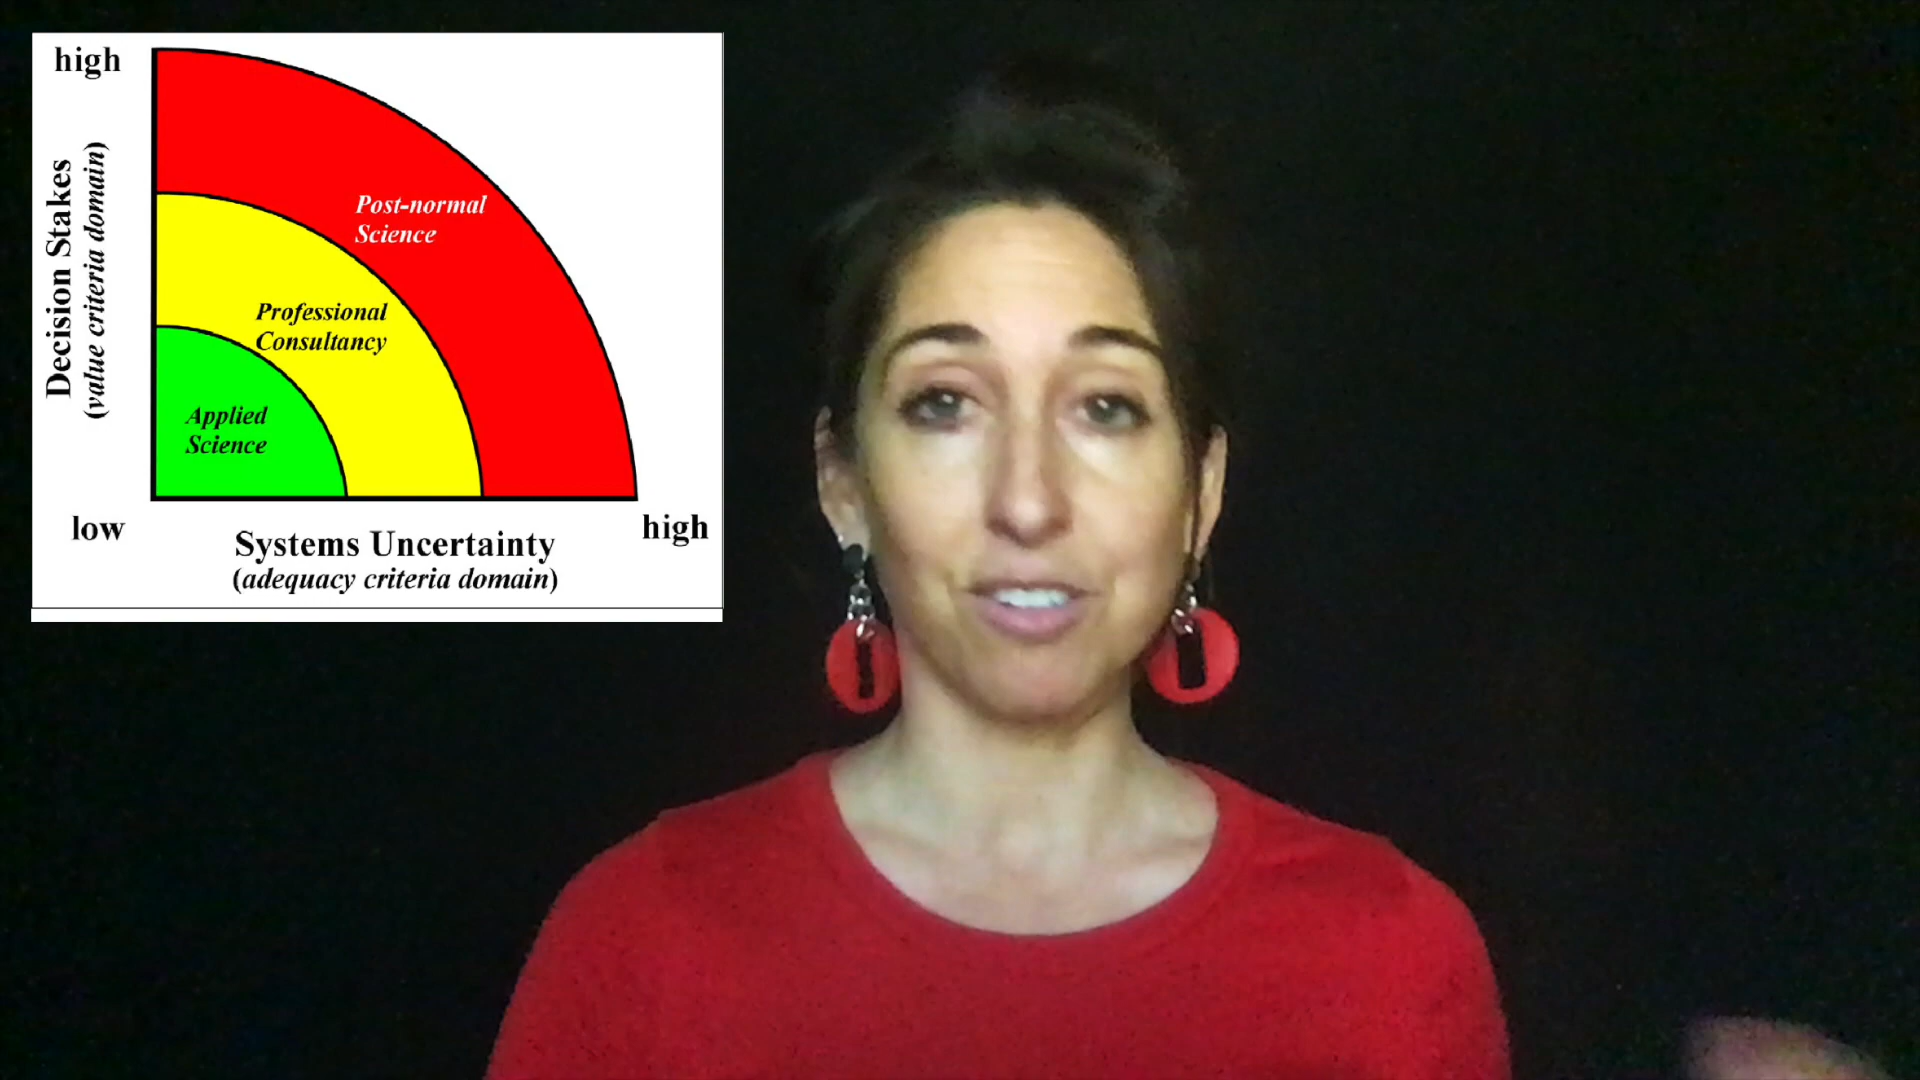 high
Decision Stakes
(value criteria domain)
Post-normal
Science
Professional
Consultancy
Applied
Science
low
high
Systems Uncertainty
(adequacy criteria domain)